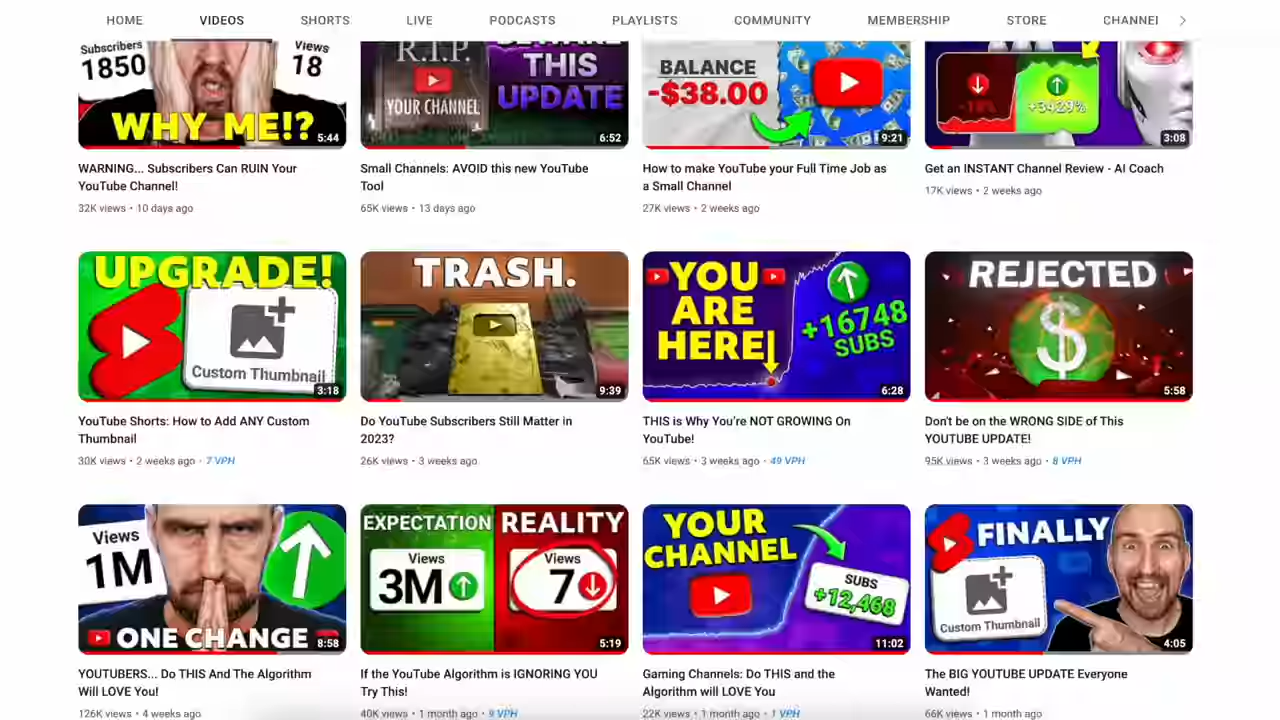 HOME VIDEOS SHORTS LIVE PODCASTS PLAYLISTS COMMUNITY MEMBERSHIP STORE CHANNEL
Subscribers
1850
Views
18
WHY ME!?
5:44
R.I.P.
YOUR CHANNEL
BEWARE
THIS
UPDATE
6:52
BALANCE
-$38.00
9:21
+3429%
3:08
WARNING... Subscribers Can RUIN Your
YouTube Channel!
32K views • 10 days ago
Small Channels: AVOID this new YouTube
Tool
65K views • 13 days ago
How to make YouTube your Full Time Job as
a Small Channel
27K views • 2 weeks ago
Get an INSTANT Channel Review - AI Coach
17K views • 2 weeks ago
UPGRADE!
Custom Thumbnail
3:18
TRASH.
9:39
YOU
ARE
HERE!
+16748
SUBS
6:28
REJECTED
$
5:58
YouTube Shorts: How to Add ANY Custom
Thumbnail
30K views • 2 weeks ago • 7 VPH
Do YouTube Subscribers Still Matter in
2023?
26K views • 3 weeks ago
THIS is Why You're NOT GROWING On
YouTube!
65K views • 3 weeks ago • 49 VPH
Don't be on the WRONG SIDE of This
YOUTUBE UPDATE!
95K views • 3 weeks ago • 8 VPH
Views
1M
ONE CHANGE
8:58
EXPECTATION
Views
3M
REALITY
Views
7
5:19
YOUR
CHANNEL
SUBS
+12,468
11:02
FINALLY
Custom Thumbnail
4:05
YOUTUBERS... Do THIS And The Algorithm
Will LOVE You!
126K views • 4 weeks ago
If the YouTube Algorithm is IGNORING YOU
Try This!
40K views • 1 month ago • 9 VPH
Gaming Channels: Do THIS and the
Algorithm will LOVE You
22K views • 1 month ago • 1 VPH
The BIG YOUTUBE UPDATE Everyone
Wanted!
66K views • 1 month ago